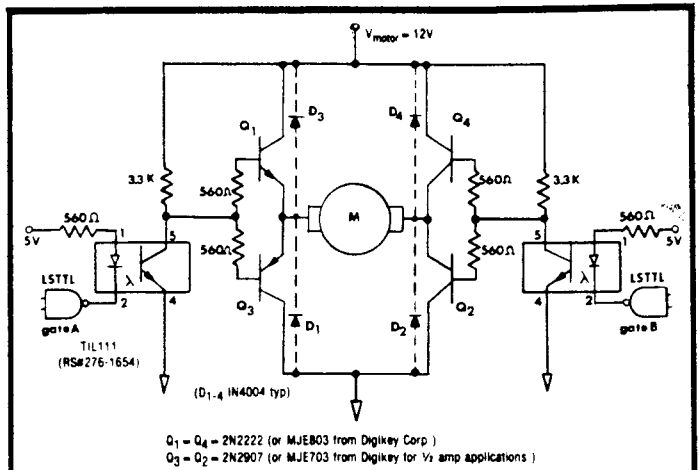 Vmotor = 12V
D3
D4
Q1
Q4
3.3 K
560Ω
560Ω
3.3 K
560Ω
5V
560Ω
M
560Ω
560Ω
5V
1
5
5
1
LSTTL
λ
λ
LSTTL
2
4
4
2
gate A
Q3
D1
D2
Q2
gate B
TIL111
(RS#276-1654)
(D1-4 IN4004 typ)
Q1 = Q4 = 2N2222 (or MJE803 from Digikey Corp )
Q3 = Q2 = 2N2907 (or MJE703 from Digikey for ½ amp applications )